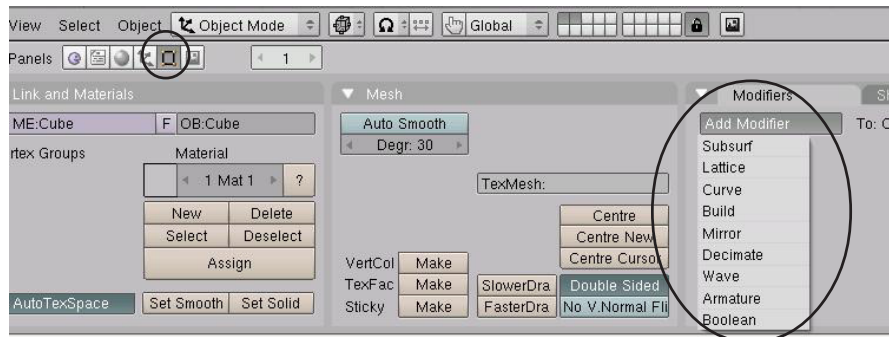 View Select Object Object Mode Global
Panels 1
Link and Materials
ME:Cube F OB:Cube
rtex Groups Material
1 Mat 1 ?
New Delete
Select Deselect
Assign
AutoTexSpace Set Smooth Set Solid
Mesh
Auto Smooth
Degr: 30
TexMesh:
Centre
Centre New
Centre Cursor
VertCol Make
TexFac Make SlowerDra Double Sided
Sticky Make FasterDra No V.Normal Fli
Modifiers
Add Modifier To:
Subsurf
Lattice
Curve
Build
Mirror
Decimate
Wave
Armature
Boolean